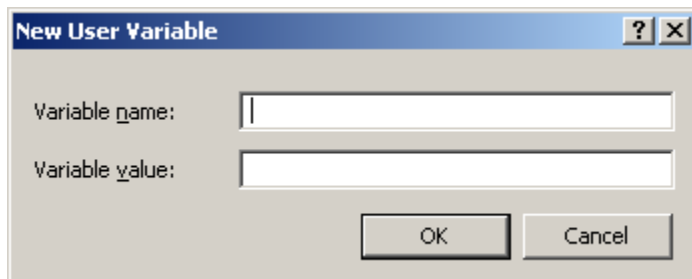 New User Variable
Variable name:
Variable value:
OK Cancel